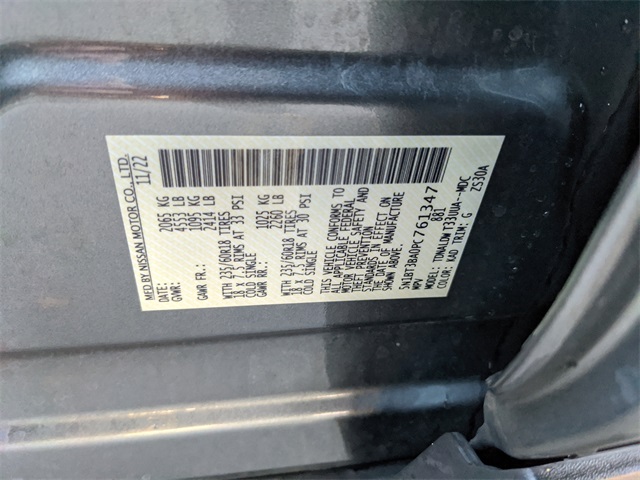 MFD BY NISSAN MOTOR CO., LTD.
DATE: 11/22
GVWR: 2065 KG
4553 LB
GAWR FR.: 1095 KG
2414 LB
WITH 235/60R18 TIRES
18 X 7.5 RIMS AT 33 PSI
COLD SINGLE
GAWR RR.: 1025 KG
2260 LB
WITH 235/60R18 TIRES
18 X 7.5 RIMS AT 30 PSI
COLD SINGLE
THIS VEHICLE CONFORMS TO
ALL APPLICABLE FEDERAL
MOTOR VEHICLE SAFETY AND
THEFT PREVENTION
STANDARDS IN EFFECT ON
THE DATE OF MANUFACTURE
SHOWN ABOVE.
5N1BT3BA0PC761347
MPV
MODEL: TDNALDW T33UUA--MDC
881
COLOR: KAD TRIM: G ZS30A